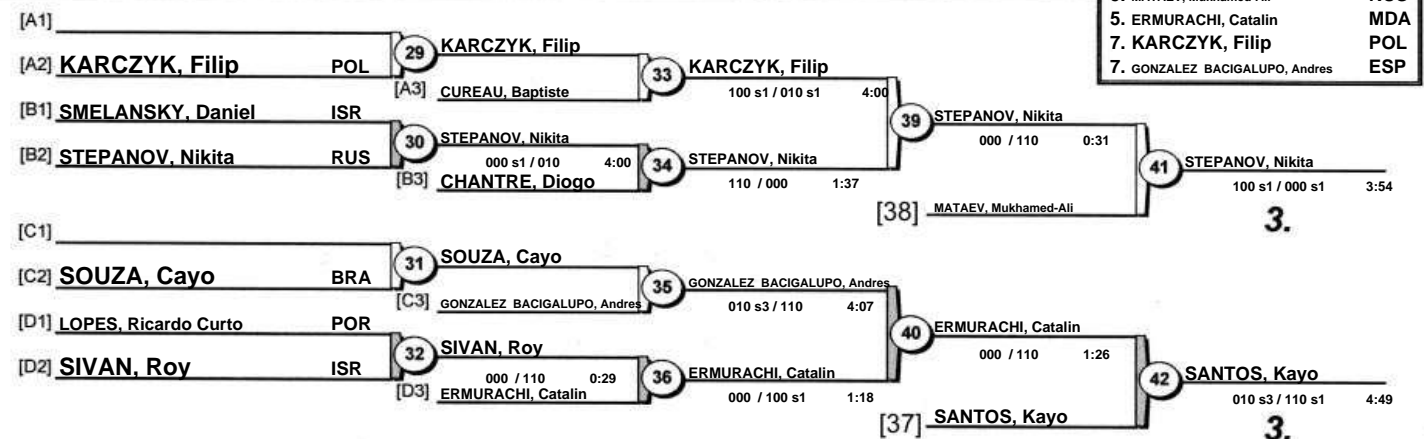 5. ERMURACHI, Catalin MDA
7. KARCZYK, Filip POL
7. GONZALEZ BACIGALUPO, Andres ESP
[A1]
[A2] KARCZYK, Filip POL
29
KARCZYK, Filip
[A3] CUREAU, Baptiste
33
KARCZYK, Filip
100 s1 / 010 s1 4:00
[B1] SMELANSKY, Daniel ISR
[B2] STEPANOV, Nikita RUS
30
STEPANOV, Nikita
000 s1 / 010 4:00
[B3] CHANTRE, Diogo
34
STEPANOV, Nikita
110 / 000 1:37
39
STEPANOV, Nikita
000 / 110 0:31
[38] MATAEV, Mukhamed-Ali
41
STEPANOV, Nikita
100 s1 / 000 s1 3:54
3.
[C1]
[C2] SOUZA, Cayo BRA
31
SOUZA, Cayo
[C3] GONZALEZ BACIGALUPO, Andres
35
GONZALEZ BACIGALUPO, Andres
010 s3 / 110 4:07
[D1] LOPES, Ricardo Curto POR
[D2] SIVAN, Roy ISR
32
SIVAN, Roy
000 / 110 0:29
[D3] ERMURACHI, Catalin
36
ERMURACHI, Catalin
000 / 100 s1 1:18
40
ERMURACHI, Catalin
000 / 110 1:26
[37] SANTOS, Kayo
42
SANTOS, Kayo
010 s3 / 110 s1 4:49
3.